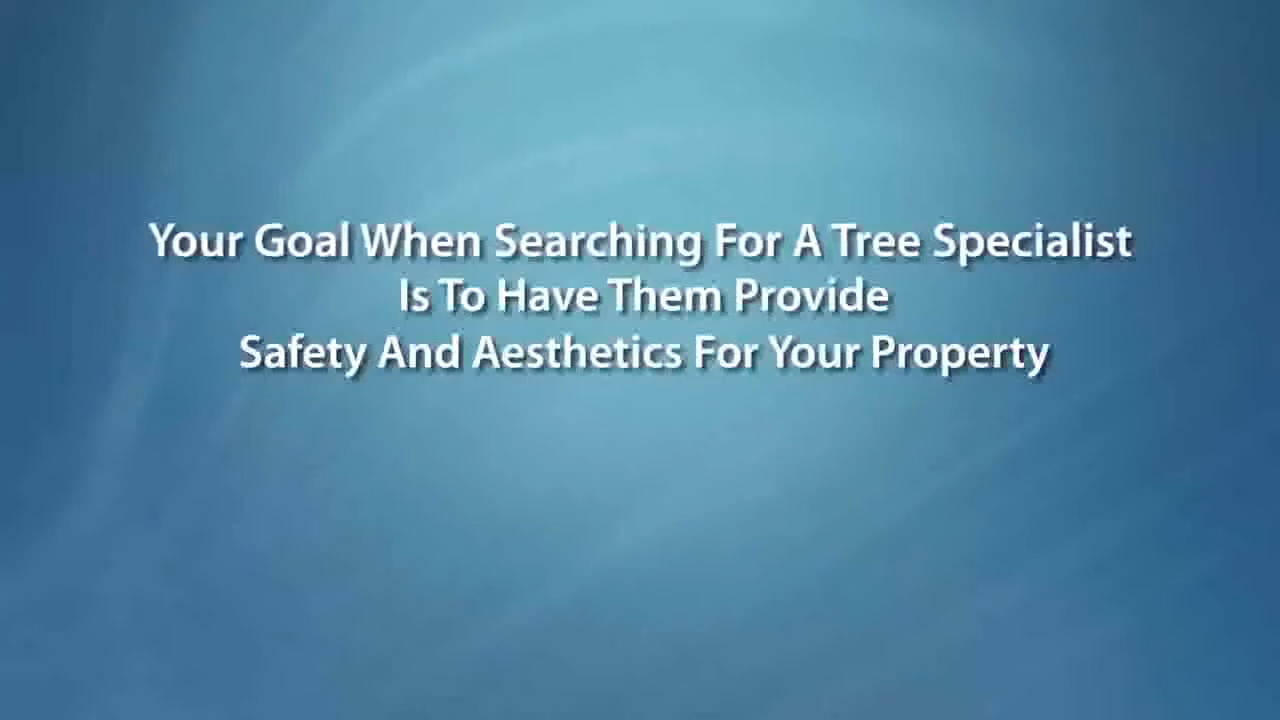 Your Goal When Searching For A Tree Specialist
Is To Have Them Provide
Safety And Aesthetics For Your Property